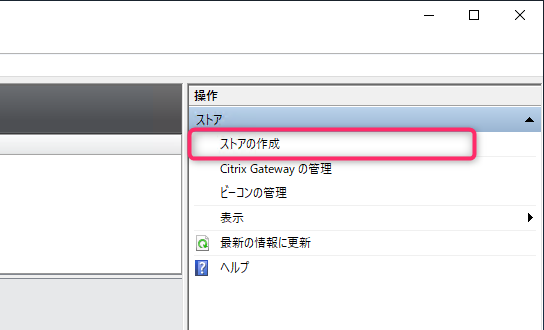 操作
ストア
ストアの作成
Citrix Gateway の管理
ビーコンの管理
表示
最新の情報に更新
ヘルプ